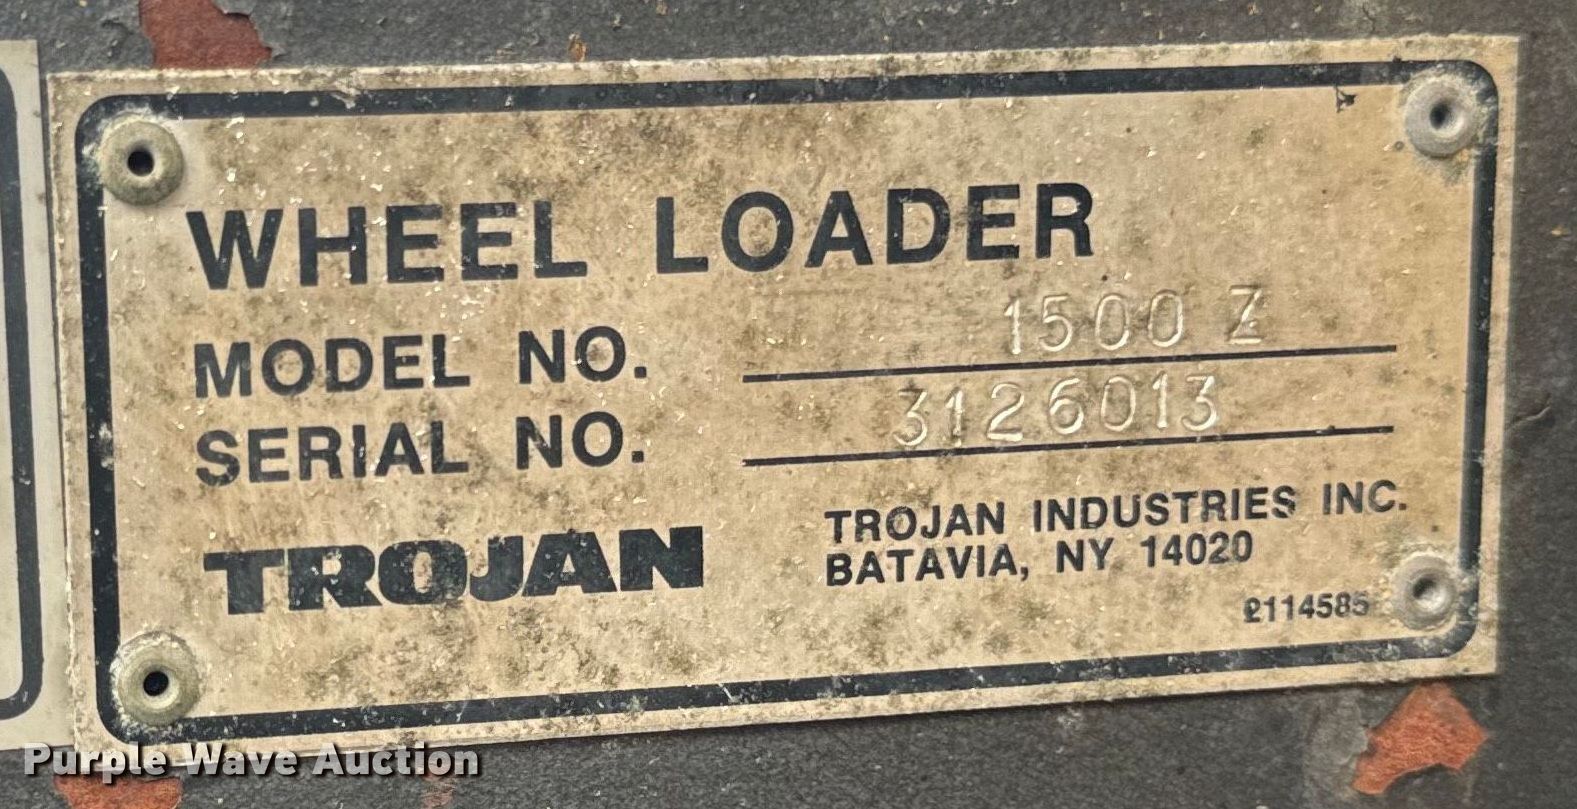 WHEEL LOADER
MODEL NO. 1500 Z
SERIAL NO. 3126013
TROJAN
TROJAN INDUSTRIES INC.
BATAVIA, NY 14020
2114585
Purple Wave Auction